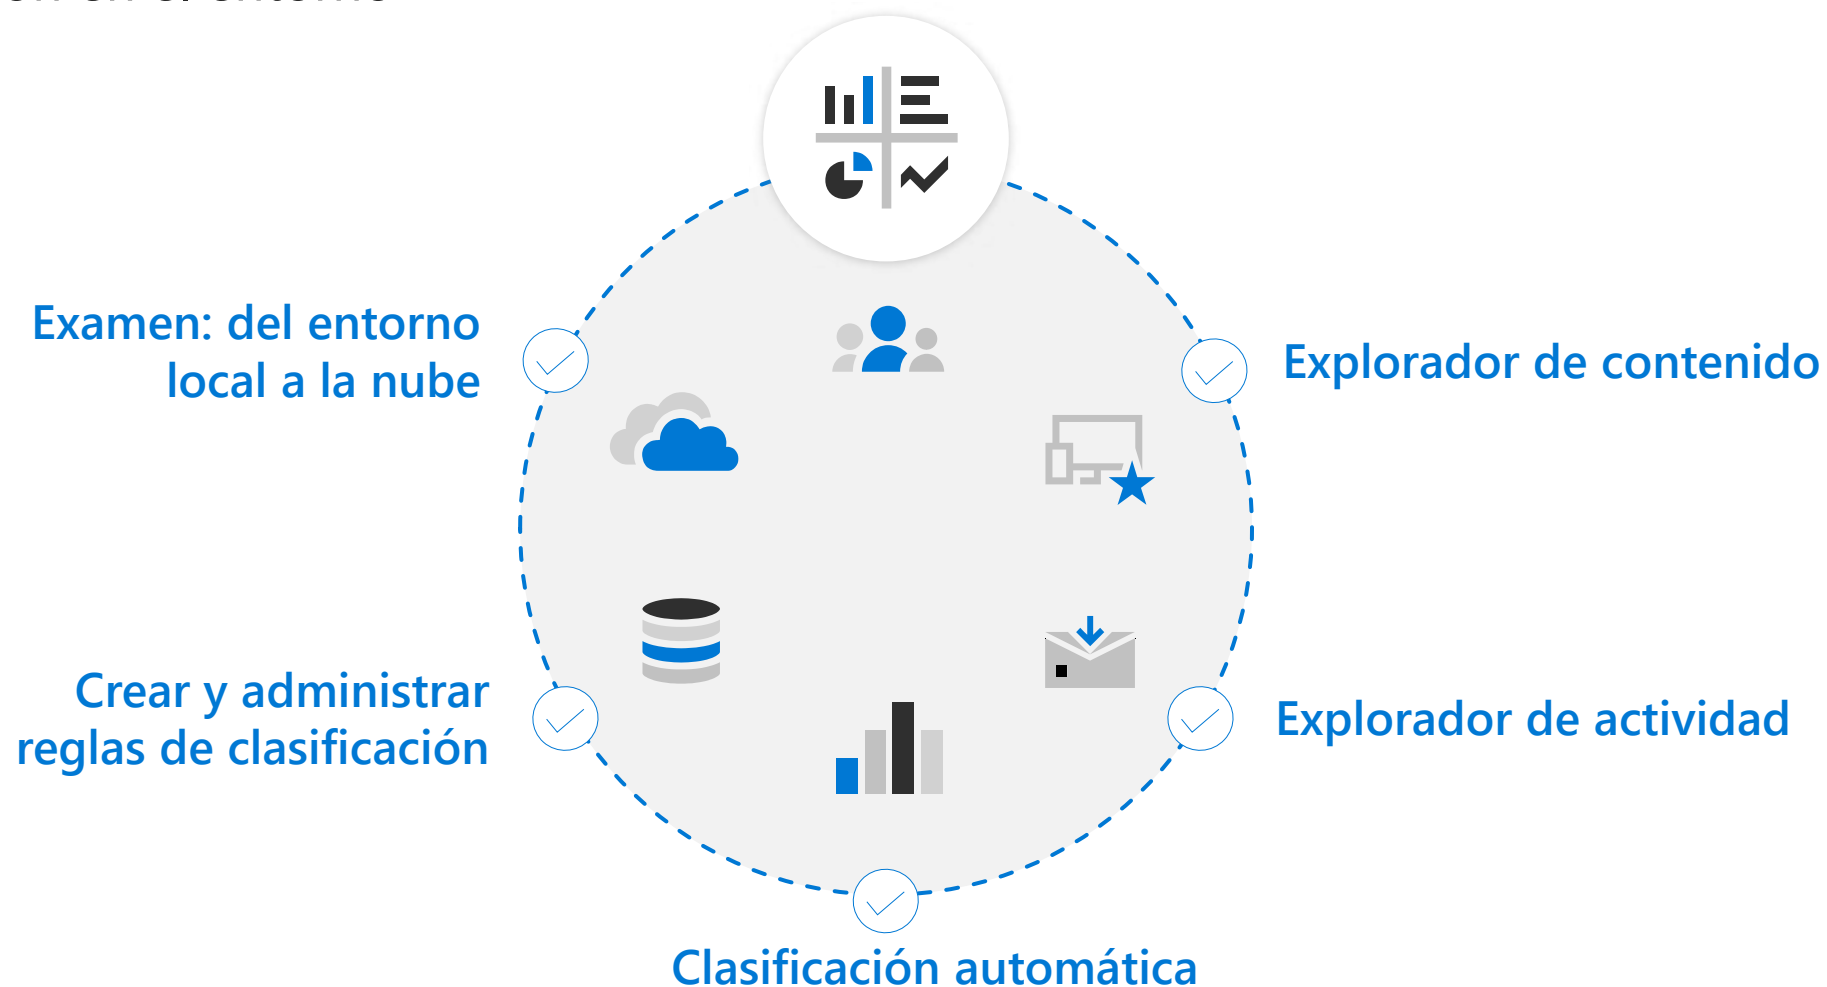 Examen: del entorno
local a la nube
Explorador de contenido
Crear y administrar
reglas de clasificación
Explorador de actividad
Clasificación automática